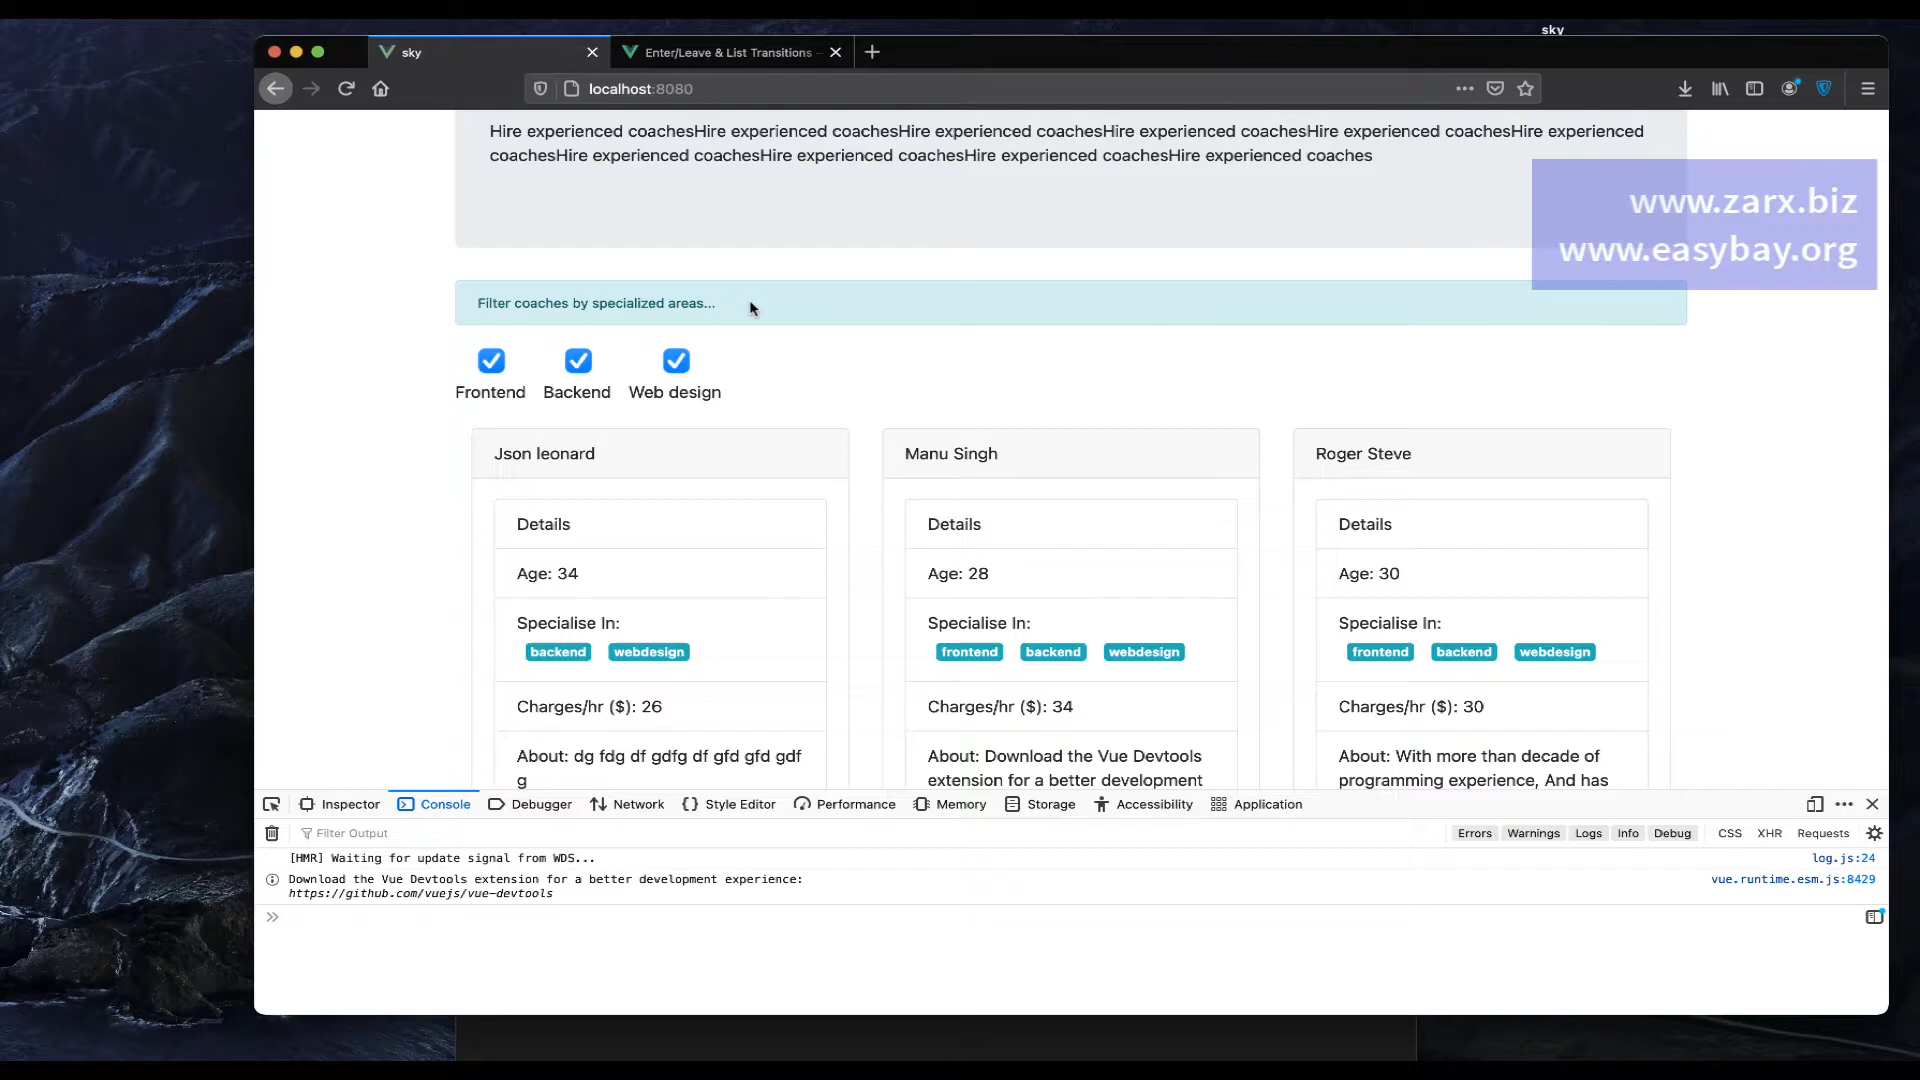 sky
sky
Enter/Leave & List Transitions
localhost:8080
Hire experienced coachesHire experienced coachesHire experienced coachesHire experienced coachesHire experienced coachesHire experienced
coachesHire experienced coachesHire experienced coachesHire experienced coachesHire experienced coaches
www.zarx.biz
www.easybay.org
Filter coaches by specialized areas...
Frontend Backend Web design
Json leonard
Details
Age: 34
Specialise In:
backend webdesign
Charges/hr ($): 26
About: dg fdg df gdfg df gfd gfd gdf
g
Manu Singh
Details
Age: 28
Specialise In:
frontend backend webdesign
Charges/hr ($): 34
About: Download the Vue Devtools
extension for a better development
Roger Steve
Details
Age: 30
Specialise In:
frontend backend webdesign
Charges/hr ($): 30
About: With more than decade of
programming experience, And has
Inspector Console Debugger Network Style Editor Performance Memory Storage Accessibility Application
Filter Output Errors Warnings Logs Info Debug CSS XHR Requests
[HMR] Waiting for update signal from WDS... log.js:24
Download the Vue Devtools extension for a better development experience: vue.runtime.esm.js:8429
https://github.com/vuejs/vue-devtools